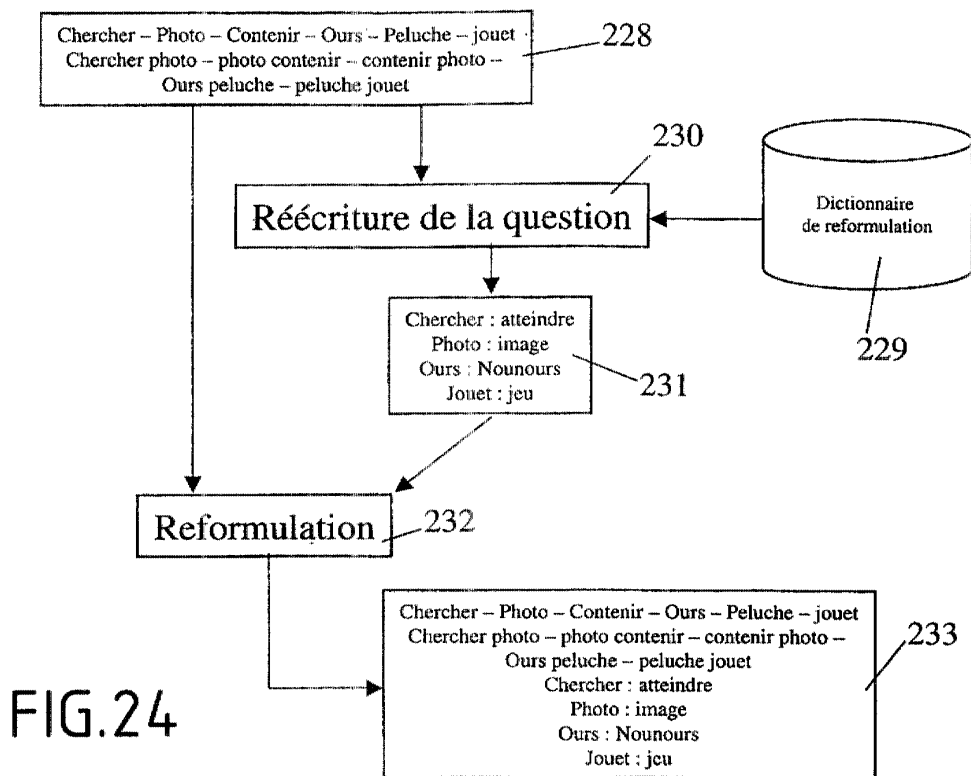 Chercher – Photo – Contenir – Ours – Peluche – jouet
Chercher photo – photo contenir – contenir photo –
Ours peluche – peluche jouet
228
230
Réécriture de la question
Dictionnaire
de reformulation
229
Chercher : atteindre
Photo : image
Ours : Nounours
Jouet : jeu
231
Reformulation
232
Chercher – Photo – Contenir – Ours – Peluche – jouet
Chercher photo – photo contenir – contenir photo –
Ours peluche – peluche jouet
Chercher : atteindre
Photo : image
Ours : Nounours
Jouet : jeu
233
FIG.24